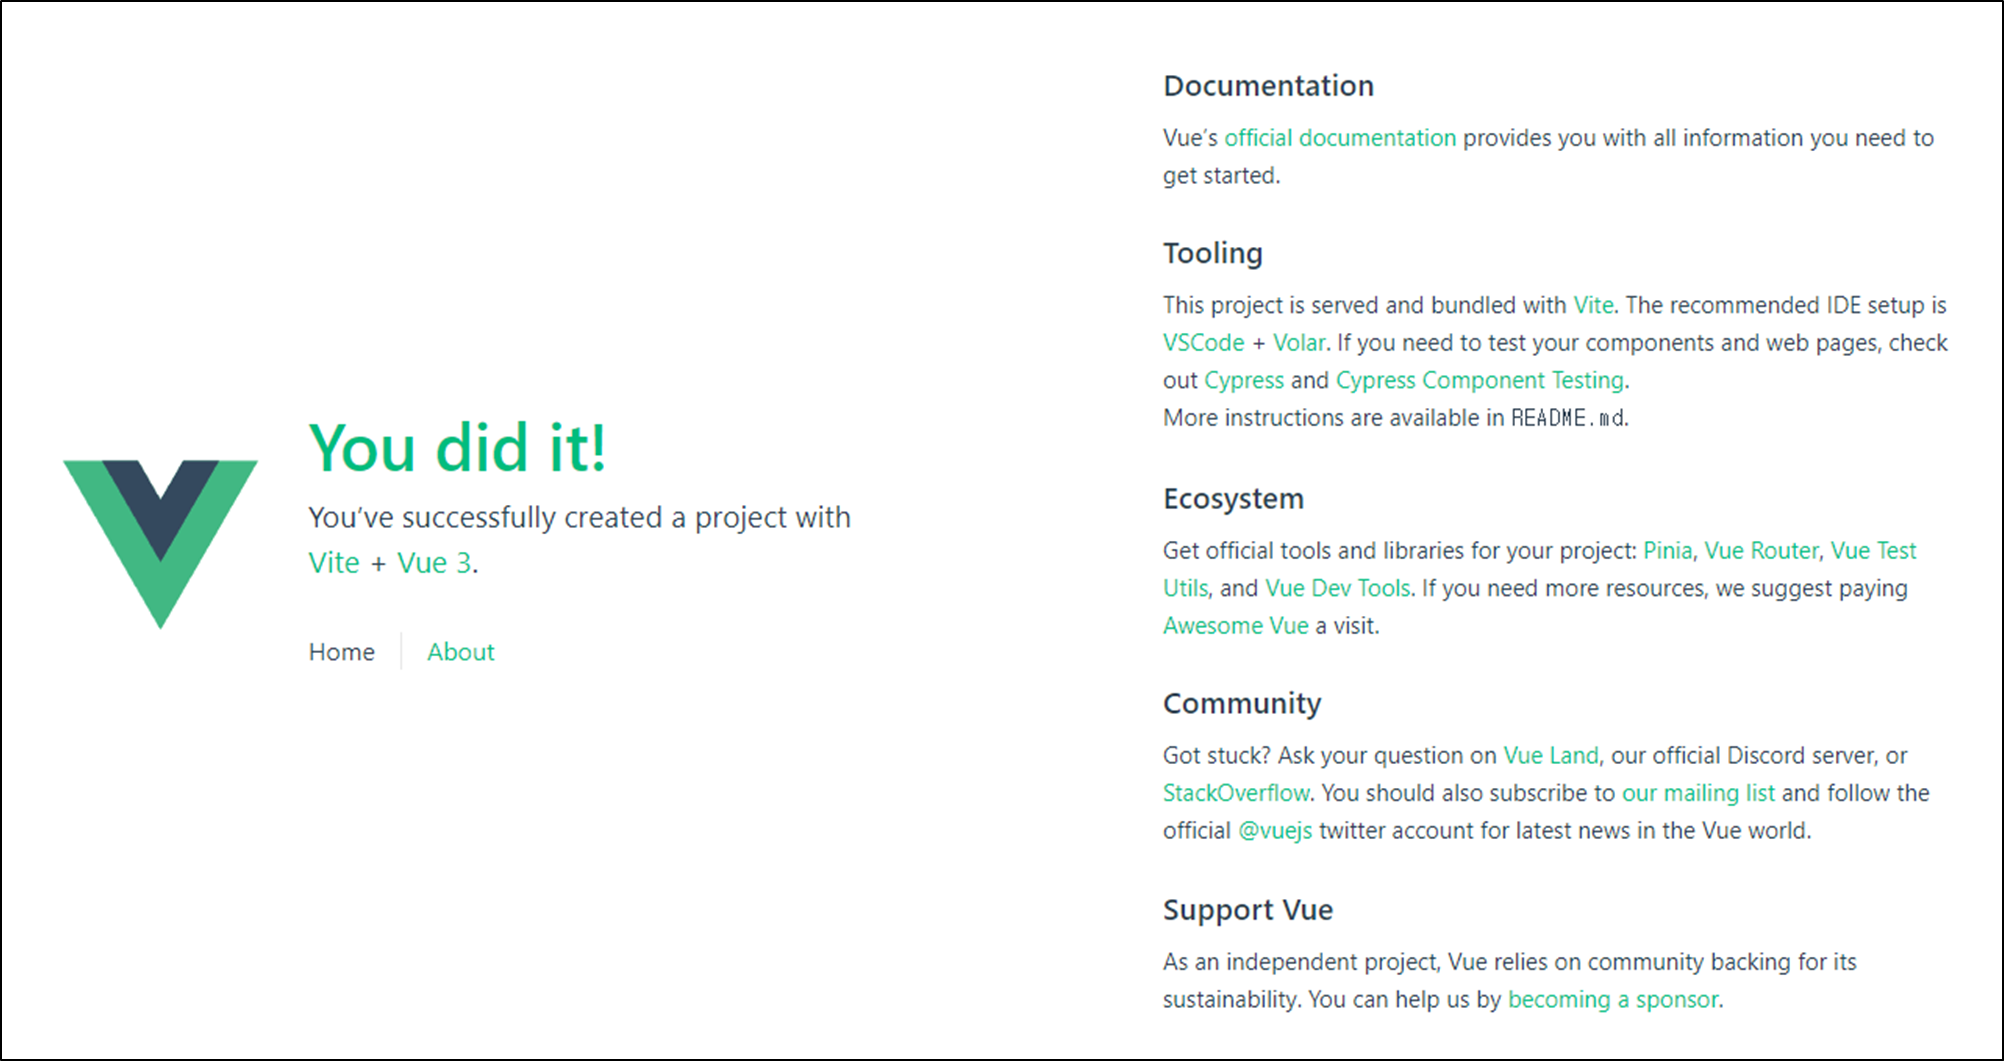 You did it!
You’ve successfully created a project with
Vite + Vue 3.
Home
About
Documentation
Vue’s official documentation provides you with all information you need to
get started.
Tooling
This project is served and bundled with Vite. The recommended IDE setup is
VSCode + Volar. If you need to test your components and web pages, check
out Cypress and Cypress Component Testing.
More instructions are available in README.md.
Ecosystem
Get official tools and libraries for your project: Pinia, Vue Router, Vue Test
Utils, and Vue Dev Tools. If you need more resources, we suggest paying
Awesome Vue a visit.
Community
Got stuck? Ask your question on Vue Land, our official Discord server, or
StackOverflow. You should also subscribe to our mailing list and follow the
official @vuejs twitter account for latest news in the Vue world.
Support Vue
As an independent project, Vue relies on community backing for its
sustainability. You can help us by becoming a sponsor.